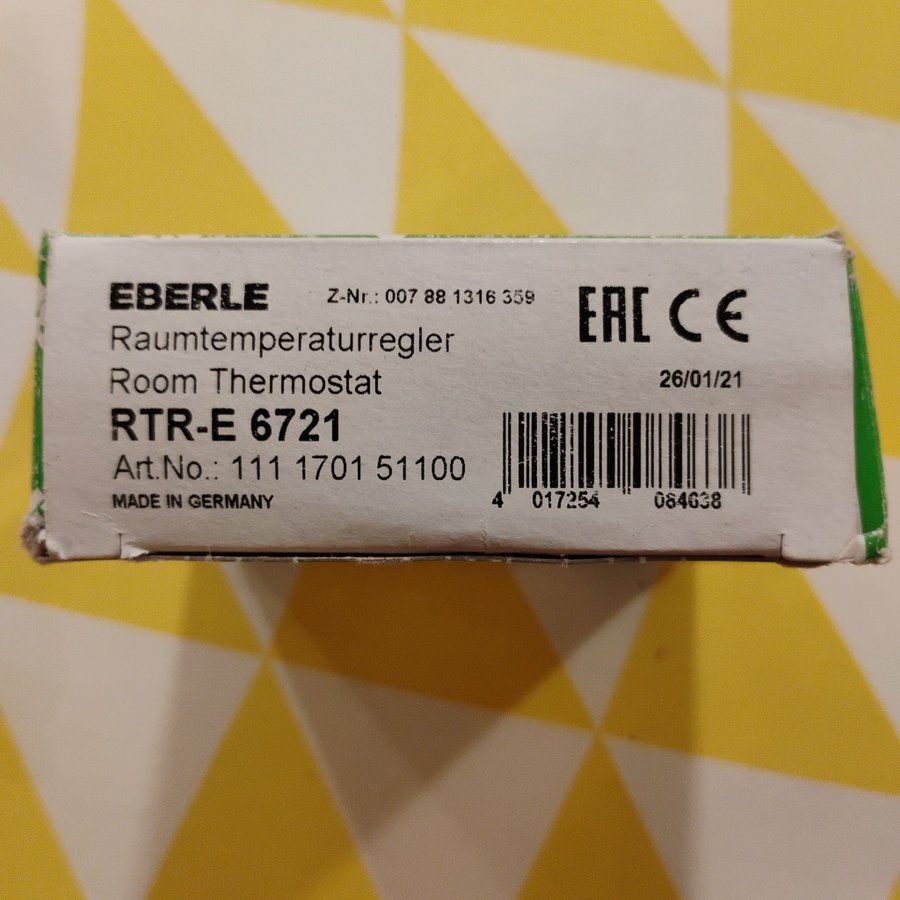 EBERLE
Z-Nr.: 007 88 1316 359
EAC CE
Raumtemperaturregler
Room Thermostat
26/01/21
RTR-E 6721
Art.No.: 111 1701 51100
MADE IN GERMANY
4 017254 084638